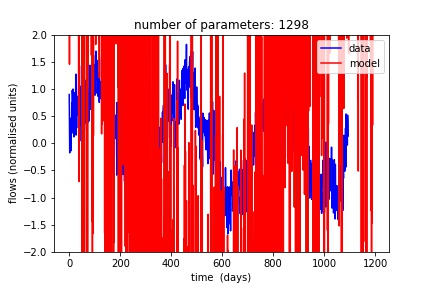 number of parameters: 1298
data
model
flows (normalised units)
2.0
1.5
1.0
0.5
0.0
−0.5
−1.0
−1.5
−2.0
0 200 400 600 800 1000 1200
time (days)